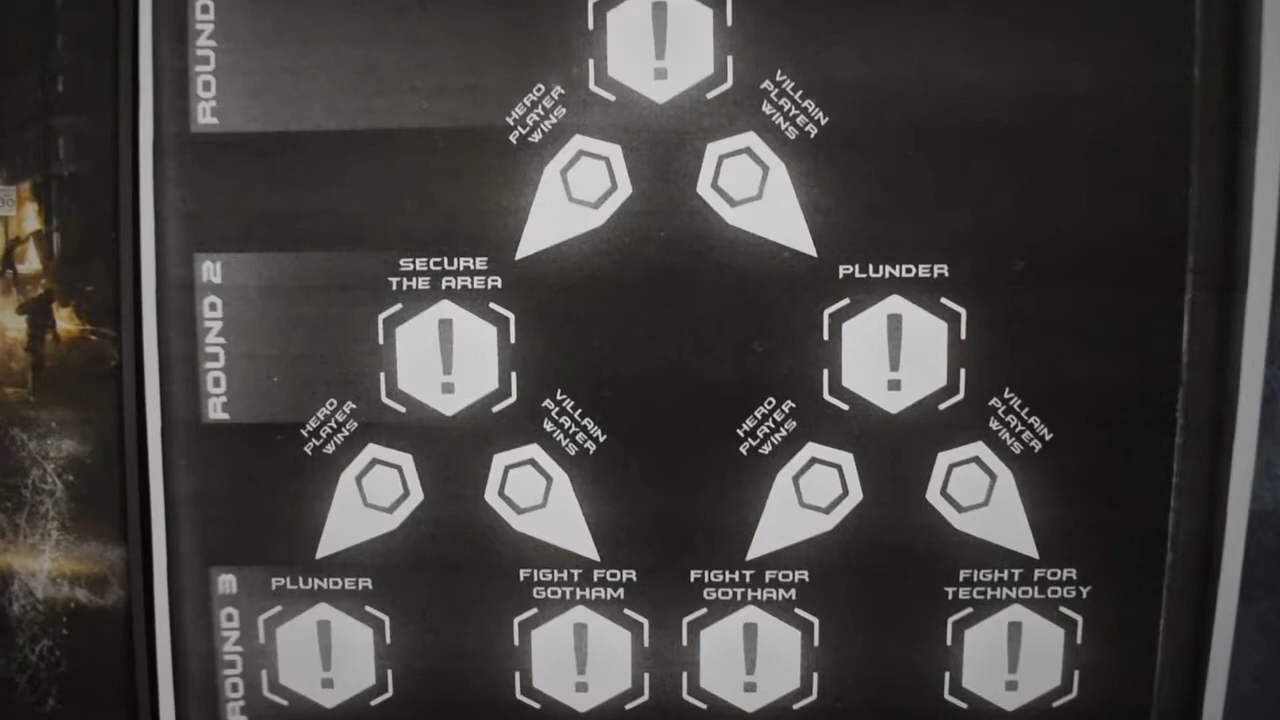 ROUND
HERO
PLAYER
WINS
VILLAIN
PLAYER
WINS
ROUND 2
SECURE
THE AREA
PLUNDER
HERO
PLAYER
WINS
VILLAIN
PLAYER
WINS
HERO
PLAYER
WINS
VILLAIN
PLAYER
WINS
ROUND 3
PLUNDER
FIGHT FOR
GOTHAM
FIGHT FOR
GOTHAM
FIGHT FOR
TECHNOLOGY